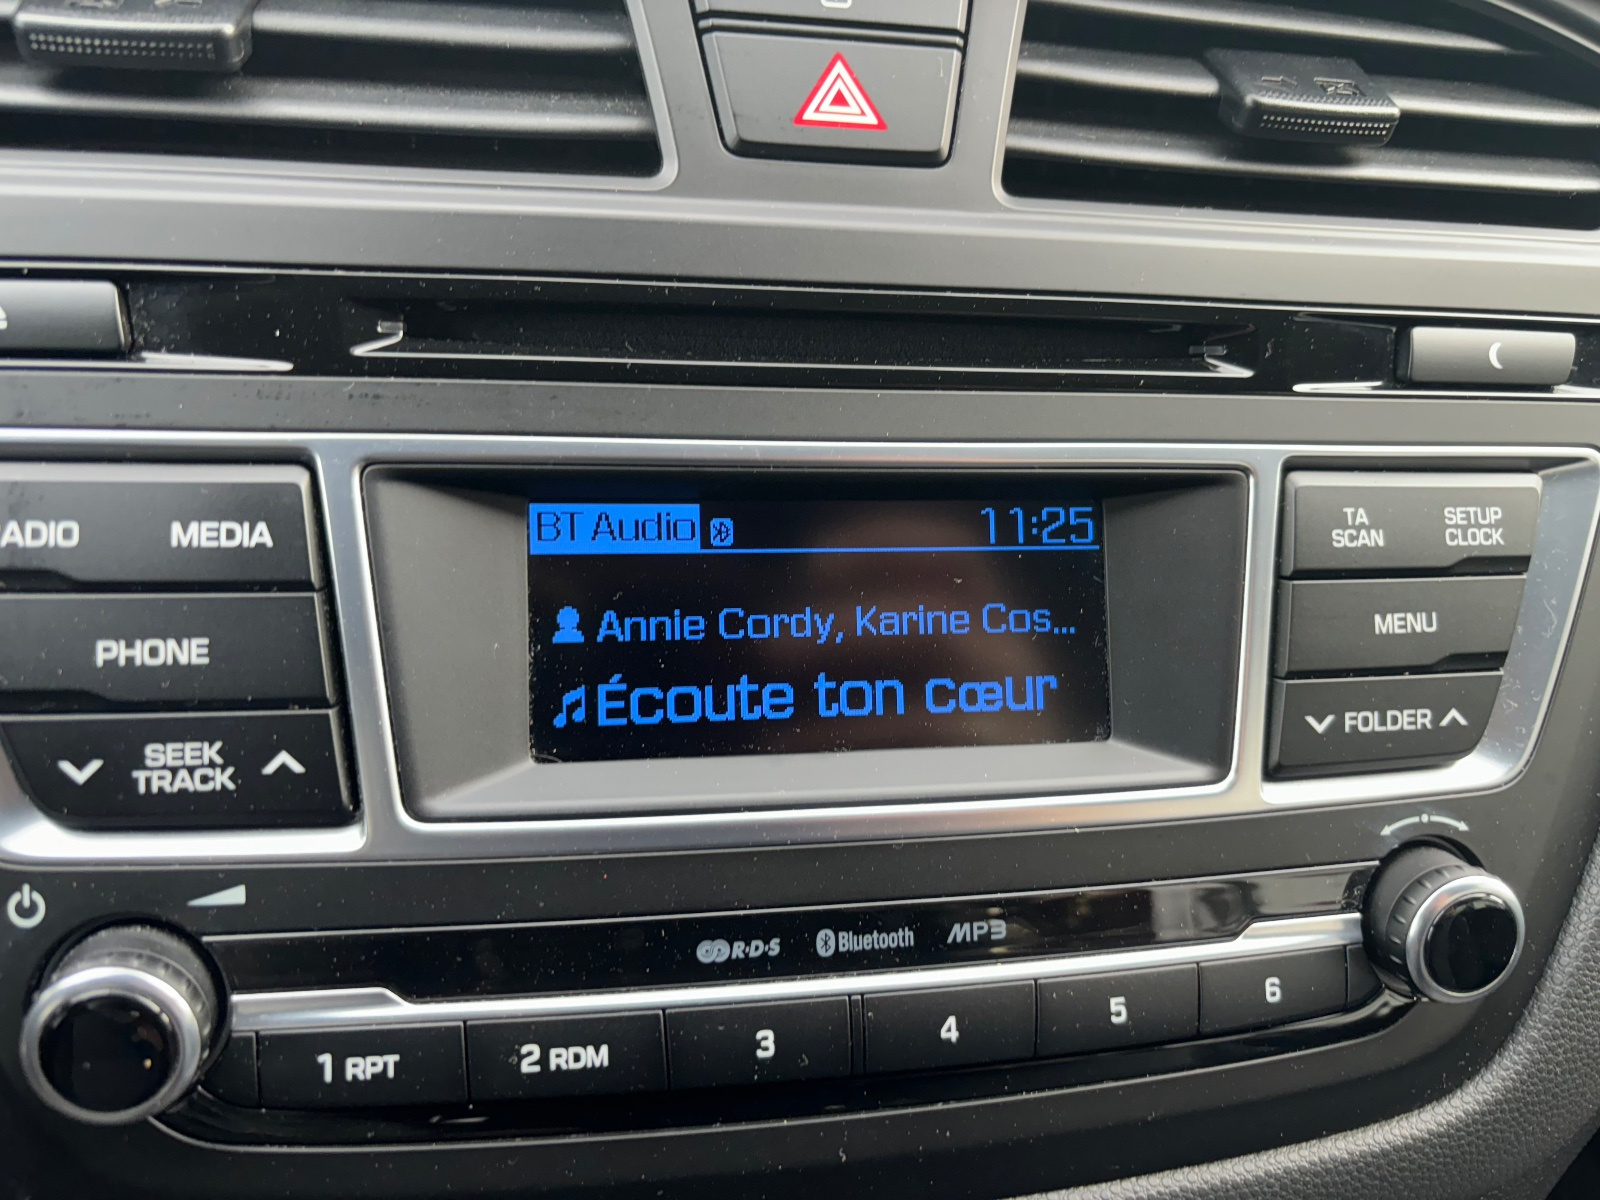 RADIO MEDIA
PHONE
SEEK
TRACK
BT Audio 11:25
Annie Cordy, Karine Cos...
Écoute ton cœur
TA
SCAN
SETUP
CLOCK
MENU
FOLDER
R·D·S Bluetooth MP3
1 RPT 2 RDM 3 4 5 6